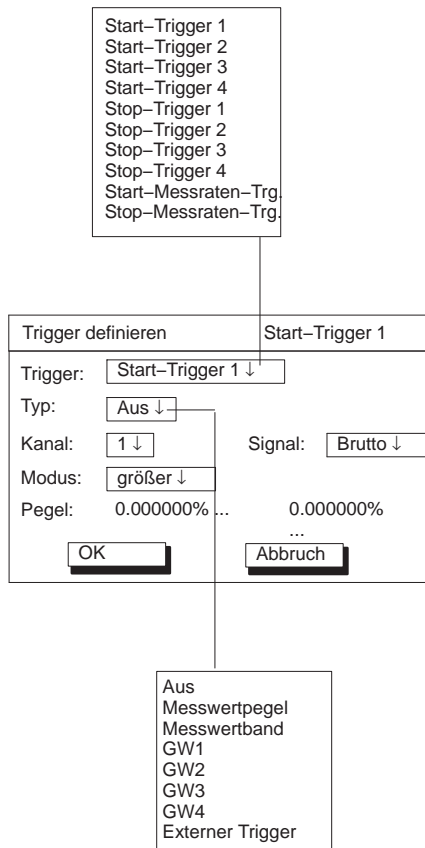 Start–Trigger 1
Start–Trigger 2
Start–Trigger 3
Start–Trigger 4
Stop–Trigger 1
Stop–Trigger 2
Stop–Trigger 3
Stop–Trigger 4
Start–Messraten–Trg.
Stop–Messraten–Trg.
Trigger definieren Start–Trigger 1
Trigger: Start–Trigger 1 ↓
Typ: Aus ↓
Kanal: 1 ↓ Signal: Brutto ↓
Modus: größer ↓
Pegel: 0.000000% ... 0.000000%
...
OK Abbruch
Aus
Messwertpegel
Messwertband
GW1
GW2
GW3
GW4
Externer Trigger